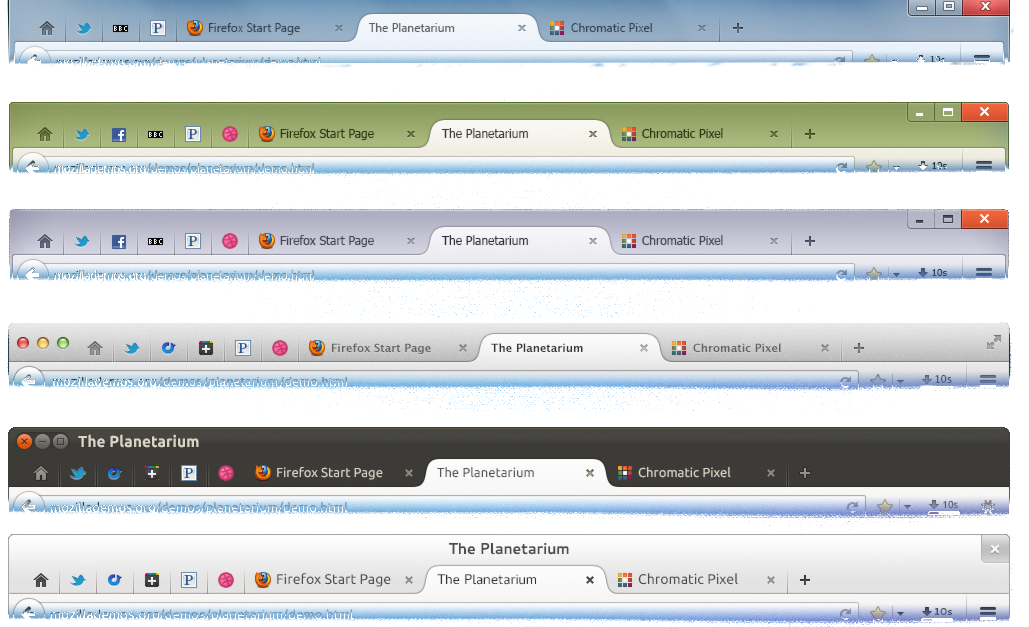 BBC P Firefox Start Page The Planetarium Chromatic Pixel
mozillademos.org/demos/planetarium/demo.html
f BBC P Firefox Start Page The Planetarium Chromatic Pixel
mozillademos.org/demos/planetarium/demo.html 12s
f BBC P Firefox Start Page The Planetarium Chromatic Pixel
mozillademos.org/demos/planetarium/demo.html 10s
P Firefox Start Page The Planetarium Chromatic Pixel
mozillademos.org/demos/planetarium/demo.html 10s
The Planetarium
P Firefox Start Page The Planetarium Chromatic Pixel
mozillademos.org/demos/planetarium/demo.html 10s
The Planetarium
P Firefox Start Page The Planetarium Chromatic Pixel
mozillademos.org/demos/planetarium/demo.html 10s